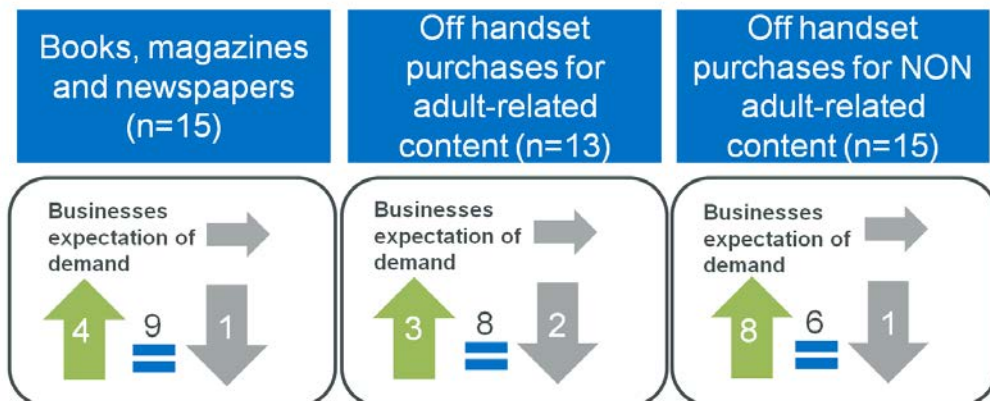 Books, magazines
and newspapers
(n=15)
Off handset
purchases for
adult-related
content (n=13)
Off handset
purchases for NON
adult-related
content (n=15)
Businesses
expectation of
demand
4
9
1
Businesses
expectation of
demand
3
8
2
Businesses
expectation of
demand
8
6
1